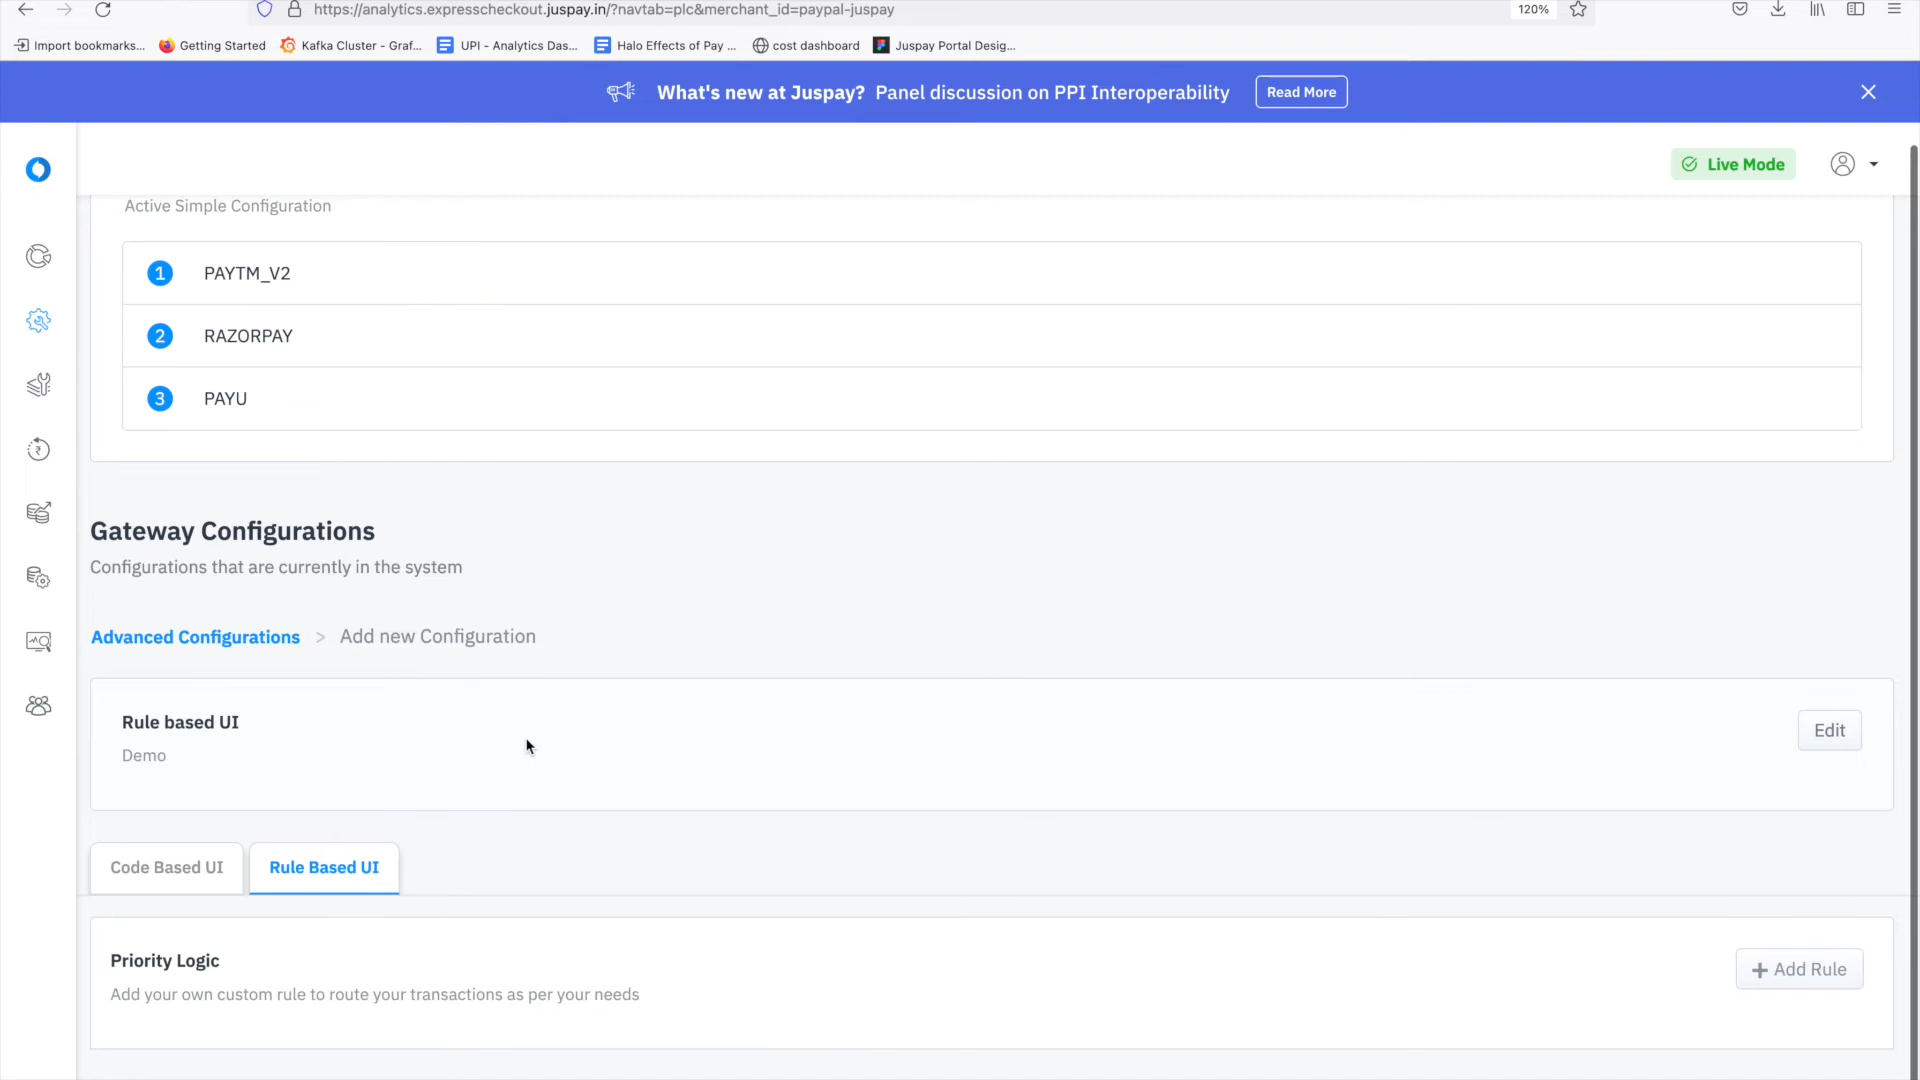 https://analytics.expresscheckout.juspay.in/?navtab=plc&merchant_id=paypal-juspay
120%
Import bookmarks...
Getting Started
Kafka Cluster - Graf...
UPI - Analytics Das...
Halo Effects of Pay ...
cost dashboard
Juspay Portal Desig...
What's new at Juspay? Panel discussion on PPI Interoperability
Read More
Live Mode
Active Simple Configuration
1 PAYTM_V2
2 RAZORPAY
3 PAYU
Gateway Configurations
Configurations that are currently in the system
Advanced Configurations > Add new Configuration
Rule based UI
Demo
Edit
Code Based UI
Rule Based UI
Priority Logic
Add your own custom rule to route your transactions as per your needs
+ Add Rule